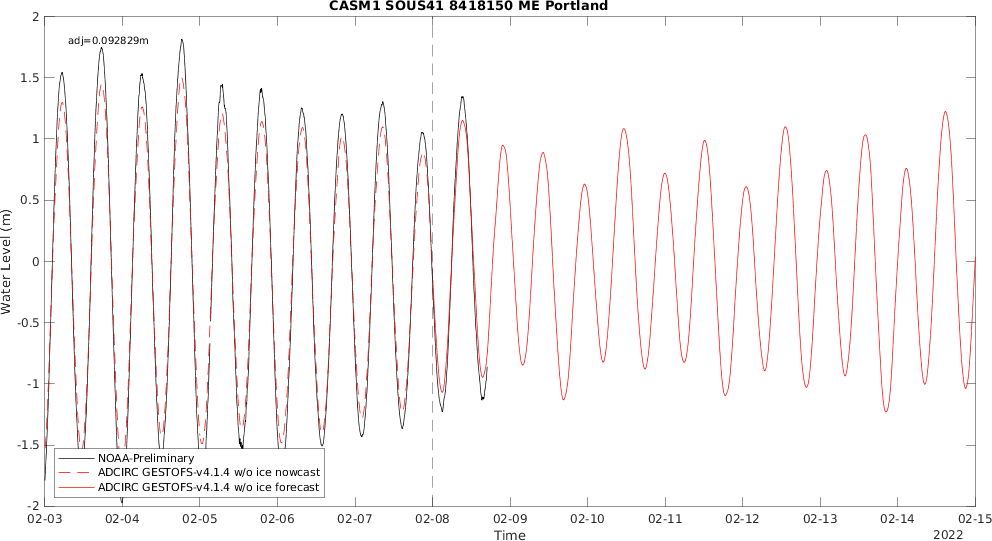 CASM1 SOUS41 8418150 ME Portland
adj=0.092829m
2
1.5
1
0.5
0
-0.5
-1
-1.5
-2
Water Level (m)
NOAA-Preliminary
ADCIRC GESTOFS-v4.1.4 w/o ice nowcast
ADCIRC GESTOFS-v4.1.4 w/o ice forecast
02-03 02-04 02-05 02-06 02-07 02-08 02-09 02-10 02-11 02-12 02-13 02-14 02-15
Time
2022